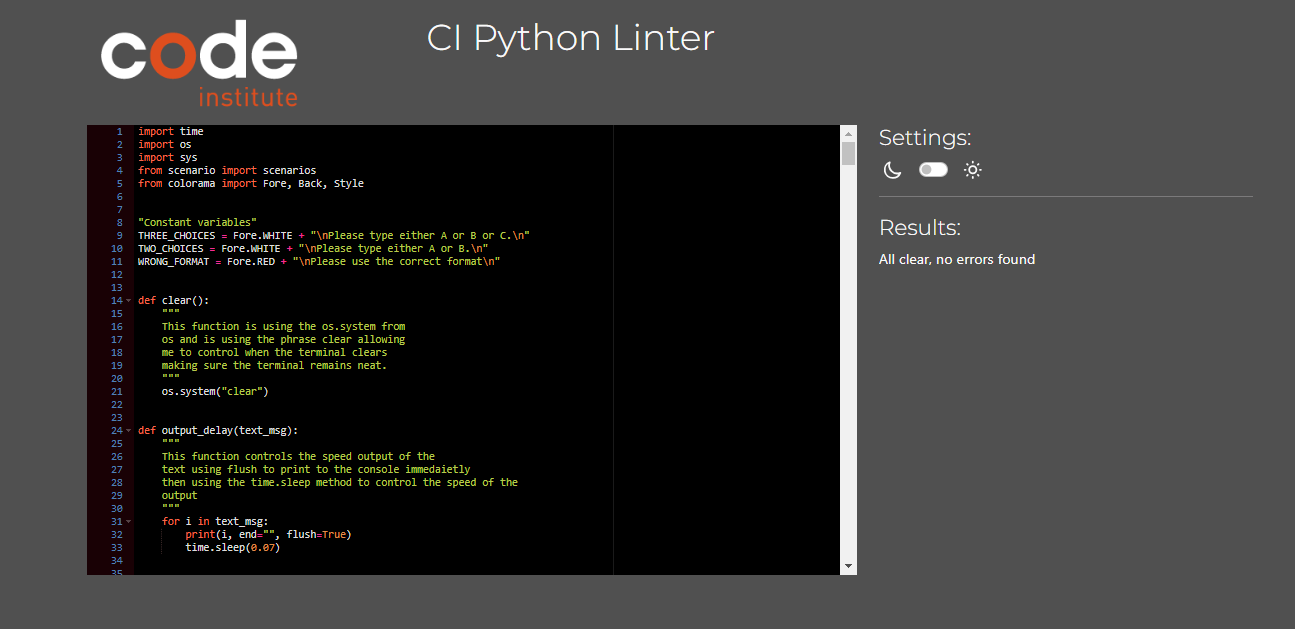 code
institute
CI Python Linter
1 import time
2 import os
3 import sys
4 from scenario import scenarios
5 from colorama import Fore, Back, Style
6
7
8 "Constant variables"
9 THREE_CHOICES = Fore.WHITE + "\nPlease type either A or B or C.\n"
10 TWO_CHOICES = Fore.WHITE + "\nPlease type either A or B.\n"
11 WRONG_FORMAT = Fore.RED + "\nPlease use the correct format\n"
12
13
14 def clear():
15     """
16     This function is using the os.system from
17     os and is using the phrase clear allowing
18     me to control when the terminal clears
19     making sure the terminal remains neat.
20     """
21     os.system("clear")
22
23
24 def output_delay(text_msg):
25     """
26     This function controls the speed output of the
27     text using flush to print to the console immedaietly
28     then using the time.sleep method to control the speed of the
29     output
30     """
31     for i in text_msg:
32         print(i, end="", flush=True)
33         time.sleep(0.07)
34
35
Settings:
Results:
All clear, no errors found